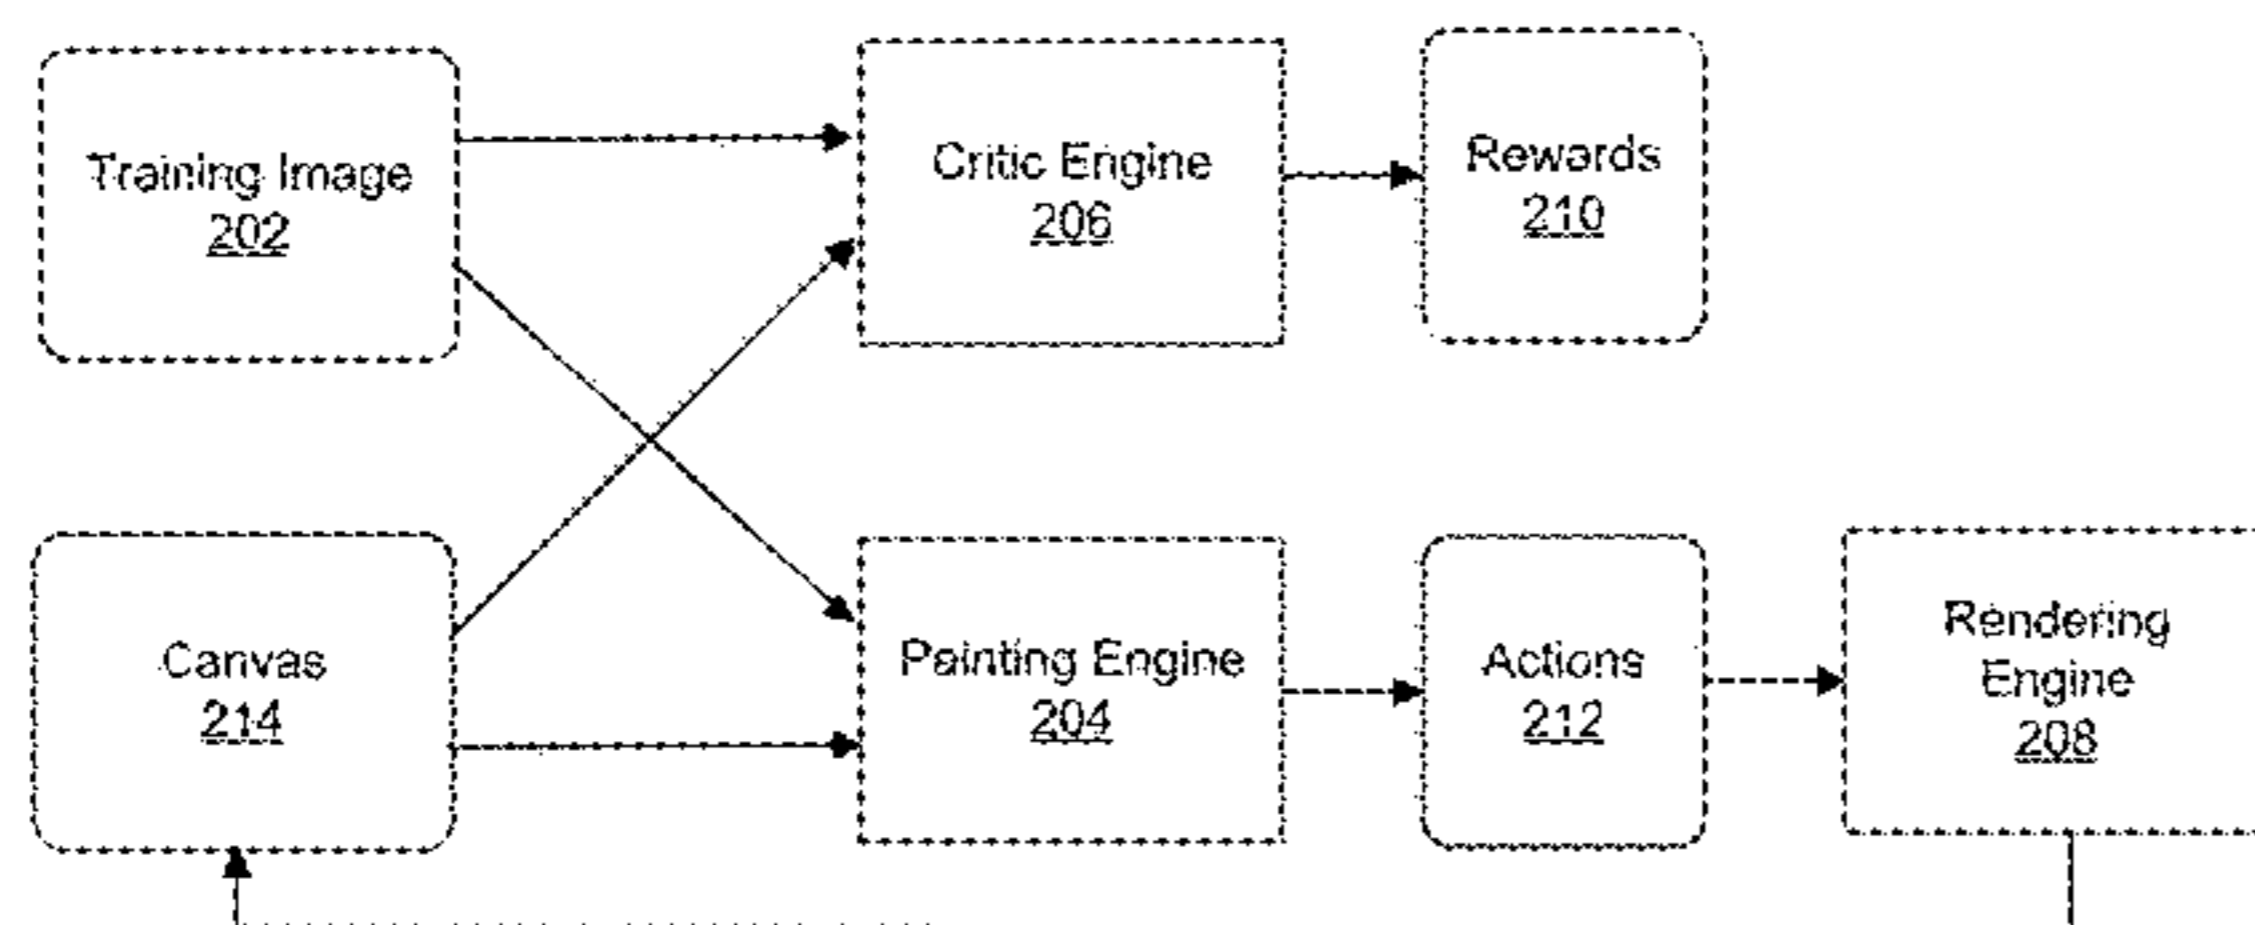 Training Image
202
Critic Engine
206
Rewards
210
Canvas
214
Painting Engine
204
Actions
212
Rendering
Engine
208